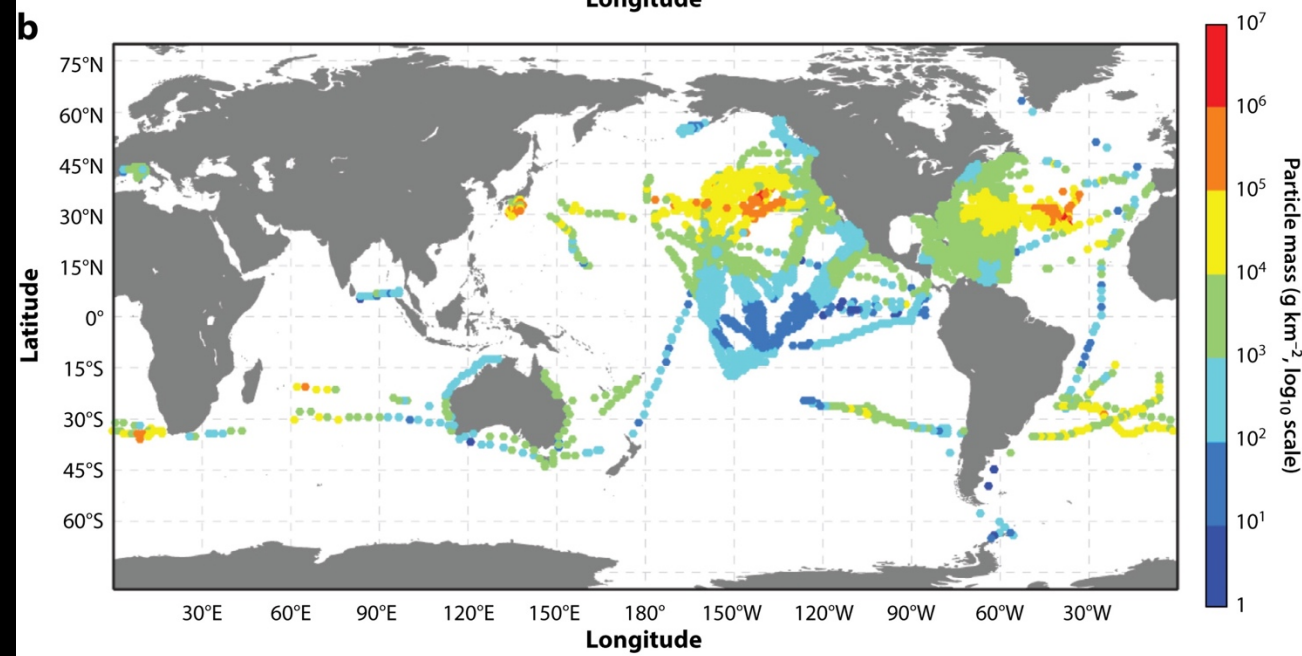 Longitude
b
10⁷
75°N
60°N
45°N
30°N
15°N
0°
15°S
30°S
45°S
60°S
Latitude
10⁶
10⁵
10⁴
10³
10²
10¹
1
Particle mass (g km⁻², log₁₀ scale)
30°E 60°E 90°E 120°E 150°E 180° 150°W 120°W 90°W 60°W 30°W
Longitude